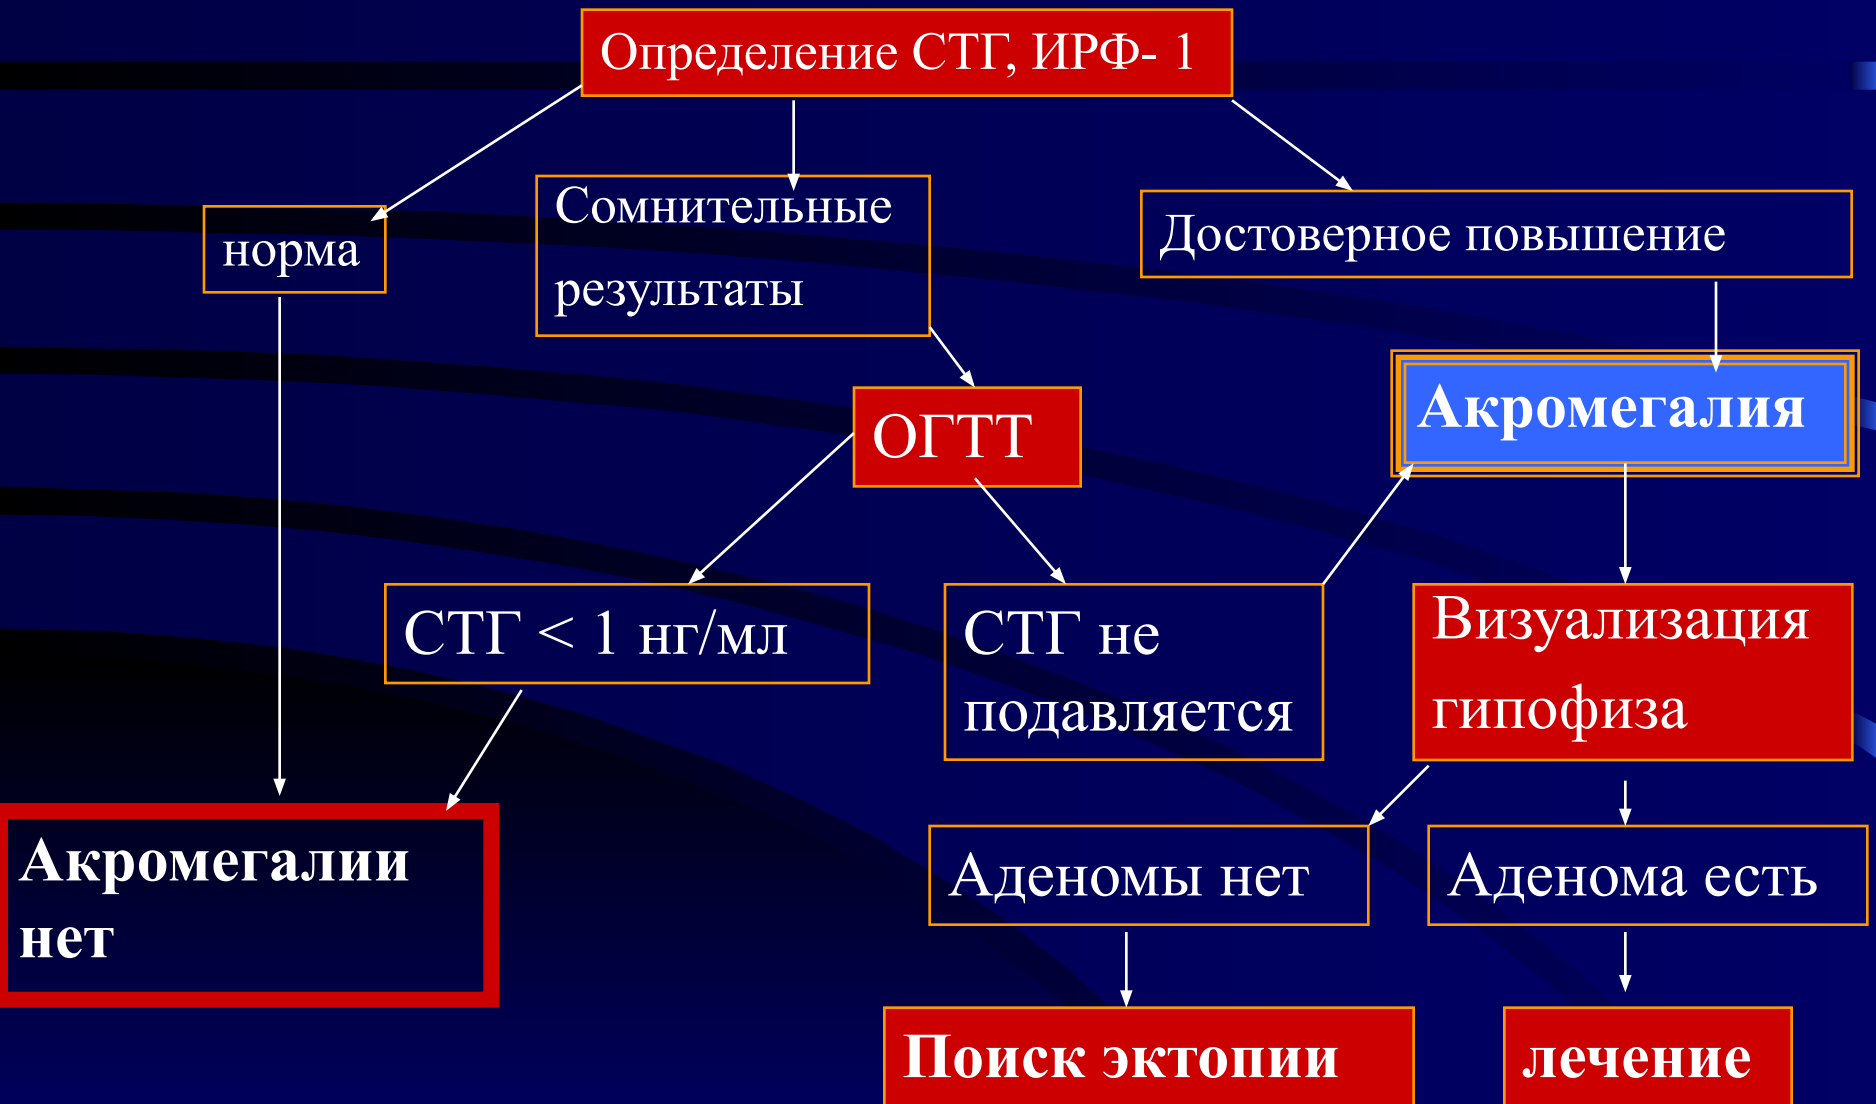 Определение СТГ, ИРФ- 1
норма
Сомнительные
результаты
Достоверное повышение
ОГТТ
Акромегалия
СТГ < 1 нг/мл
СТГ не
подавляется
Визуализация
гипофиза
Акромегалии
нет
Аденомы нет
Аденома есть
Поиск эктопии
лечение